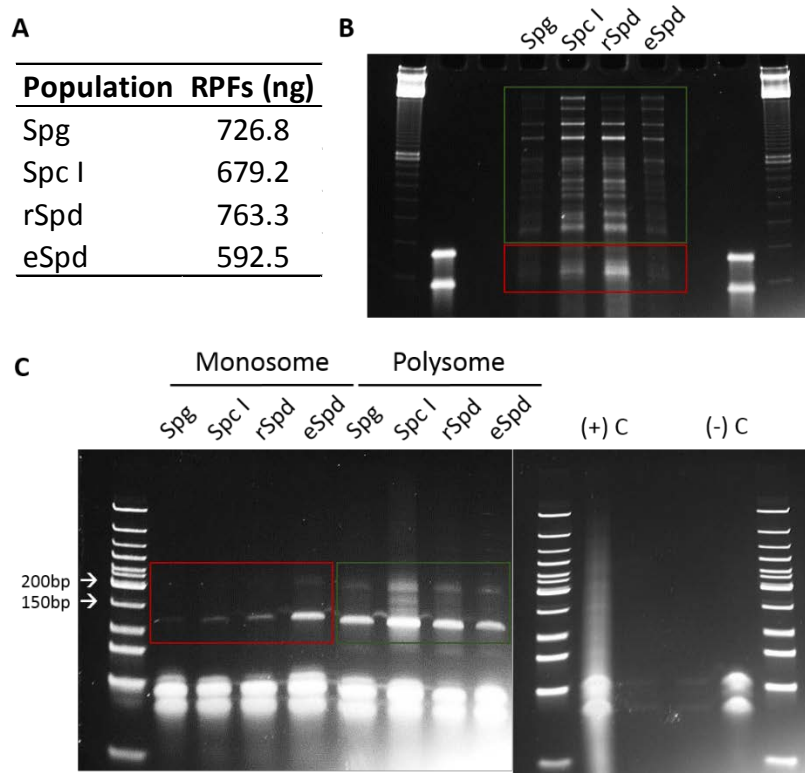 A
Population RPFs (ng)
Spg 726.8
Spc I 679.2
rSpd 763.3
eSpd 592.5
B
Spg Spc I rSpd eSpd
C
Monosome Polysome
Spg Spc I rSpd eSpd Spg Spc I rSpd eSpd
(+) C (-) C
200bp →
150bp →